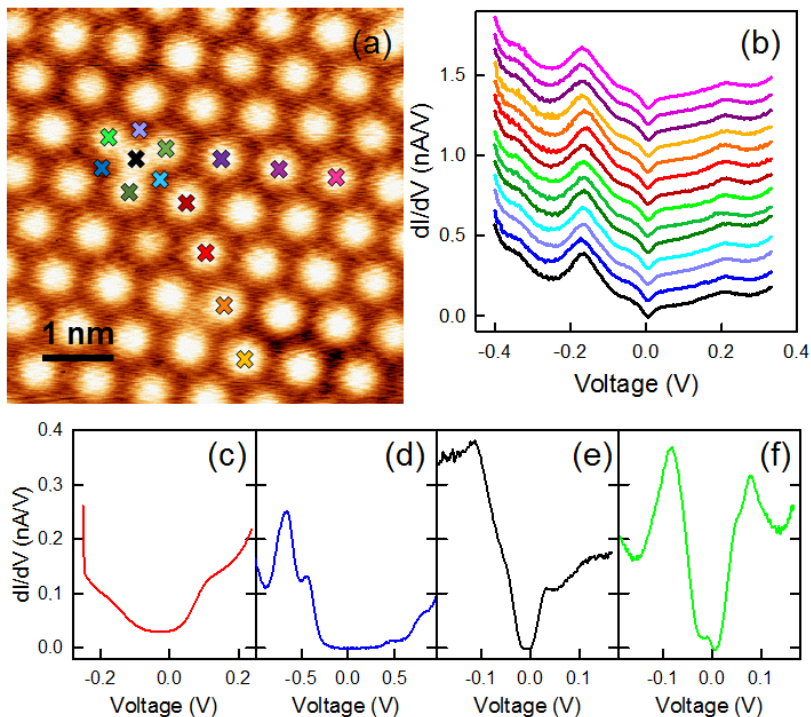 (a)
1 nm
(b)
dI/dV (nA/V)
1.5
1.0
0.5
0.0
-0.4 -0.2 0.0 0.2 0.4
Voltage (V)
dI/dV (nA/V)
0.4
0.3
0.2
0.1
0.0
(c)
-0.2 0.0 0.2
Voltage (V)
(d)
-0.5 0.0 0.5
Voltage (V)
(e)
-0.1 0.0 0.1
Voltage (V)
(f)
-0.1 0.0 0.1
Voltage (V)